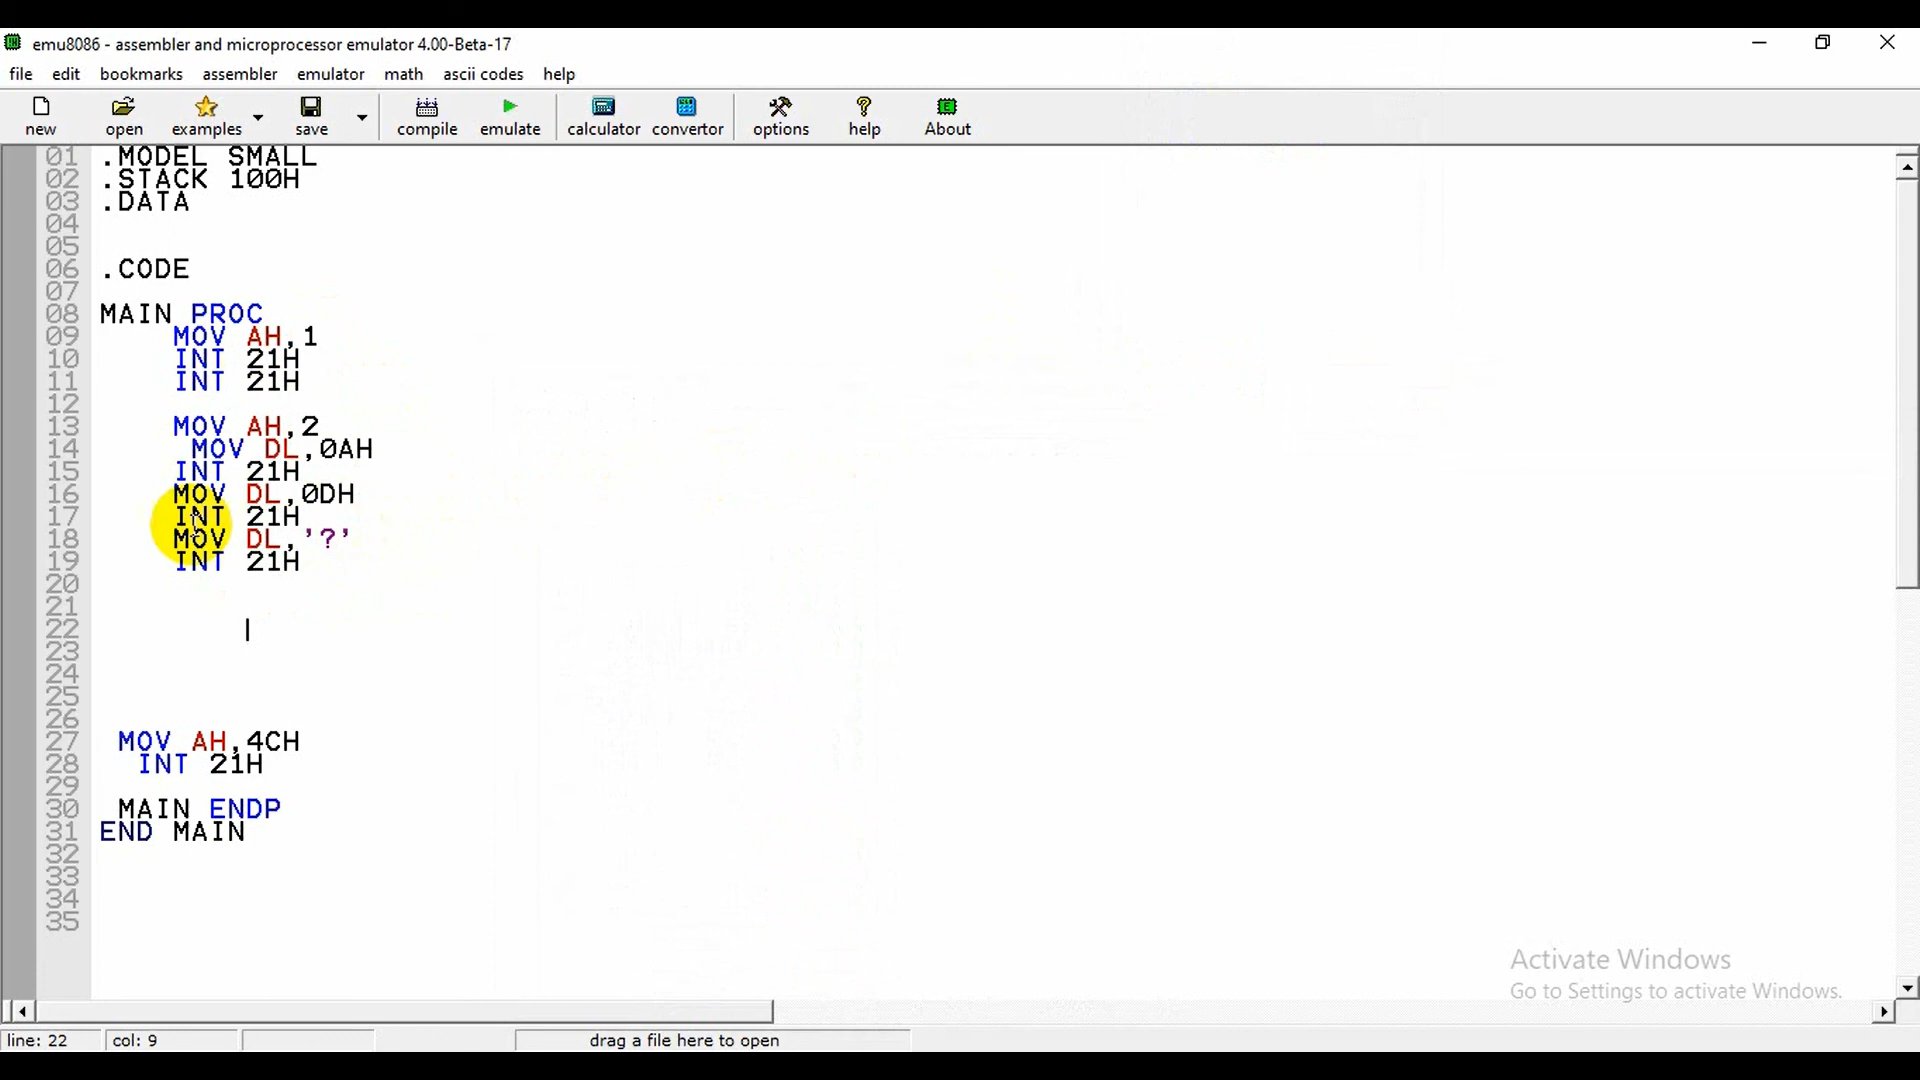 emu8086 - assembler and microprocessor emulator 4.00-Beta-17
file edit bookmarks assembler emulator math ascii codes help
new open examples save compile emulate calculator convertor options help About
01 .MODEL SMALL
02 .STACK 100H
03 .DATA
04
05
06 .CODE
07
08 MAIN PROC
09 MOV AH,1
10 INT 21H
11 INT 21H
12
13 MOV AH,2
14 MOV DL,0AH
15 INT 21H
16 MOV DL,0DH
17 INT 21H
18 MOV DL,'?'
19 INT 21H
20
21
22
23
24
25
26
27 MOV AH,4CH
28 INT 21H
29
30 MAIN ENDP
31 END MAIN
32
33
34
35
Activate Windows
Go to Settings to activate Windows.
line: 22 col: 9 drag a file here to open